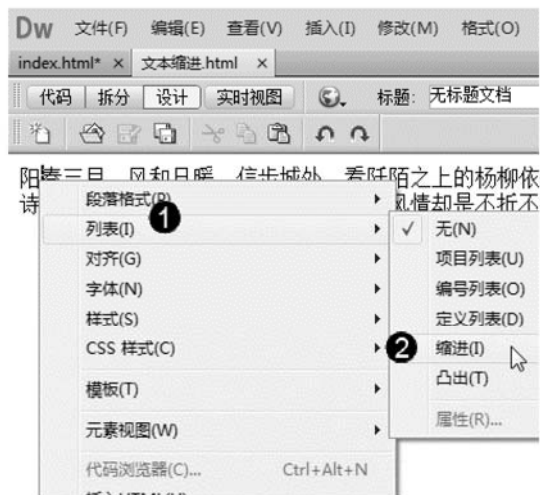 Dw 文件(F) 编辑(E) 查看(V) 插入(I) 修改(M) 格式(O)
index.html* × 文本缩进.html ×
代码 拆分 设计 实时视图 标题: 无标题文档
阳春三月,风和日暖,信步城外,看阡陌之上的杨柳依
诗 风情却是不折不
段落格式(P)
1
列表(I)
对齐(G)
字体(N)
样式(S)
CSS 样式(C)
模板(T)
元素视图(W)
代码浏览器(C)... Ctrl+Alt+N
✓ 无(N)
项目列表(U)
编号列表(O)
定义列表(D)
2 缩进(I)
凸出(T)
属性(R)...